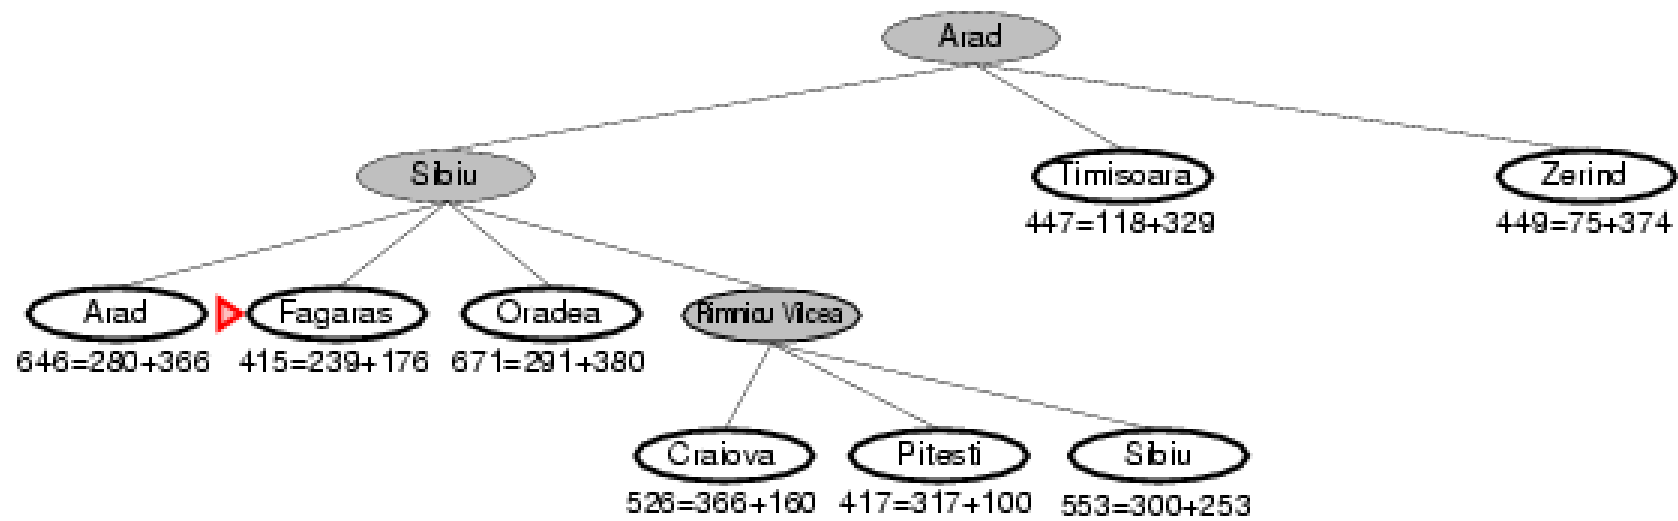 Arad
Sibiu
Timisoara
Zerind
447=118+329
449=75+374
Arad
Fagaras
Oradea
Rimnicu Vilcea
646=280+366
415=239+176
671=291+380
Craiova
Pitesti
Sibiu
526=366+160
417=317+100
553=300+253